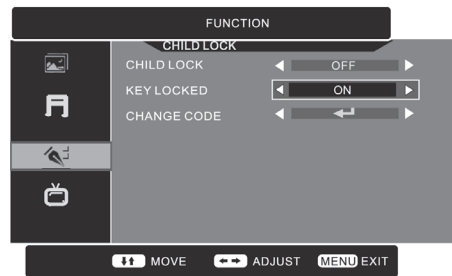 FUNCTION
CHILD LOCK
CHILD LOCK OFF
KEY LOCKED ON
CHANGE CODE
MOVE ADJUST MENU EXIT